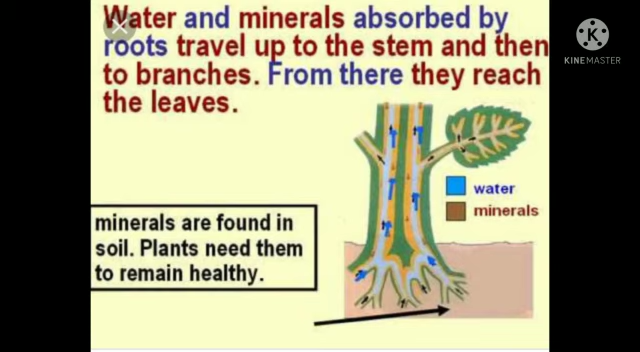 Water and minerals absorbed by
roots travel up to the stem and then
to branches. From there they reach
the leaves.
KINEMASTER
water
minerals
minerals are found in
soil. Plants need them
to remain healthy.